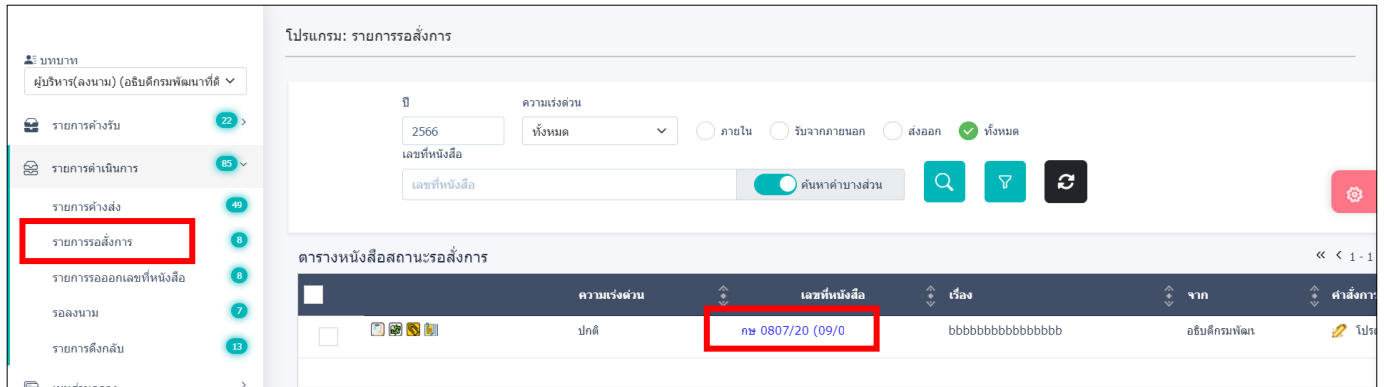 โปรแกรม: รายการรอสั่งการ
บทบาท
ผู้บริหาร(ลงนาม) (อธิบดีกรมพัฒนาที่ดิ
รายการค้างรับ 22
รายการดำเนินการ 85
รายการค้างส่ง 49
รายการรอสั่งการ 8
รายการรอออกเลขที่หนังสือ 8
รอลงนาม 7
รายการดึงกลับ 13
ปี ความเร่งด่วน
2566 ทั้งหมด ภายใน รับจากภายนอก ส่งออก ทั้งหมด
เลขที่หนังสือ
เลขที่หนังสือ ค้นหาคำบางส่วน
ตารางหนังสือสถานะรอสั่งการ « < 1 - 1
ความเร่งด่วน เลขที่หนังสือ เรื่อง จาก คำสั่งการ
ปกติ กษ 0807/20 (09/0 bbbbbbbbbbbbbbbb อธิบดีกรมพัฒน